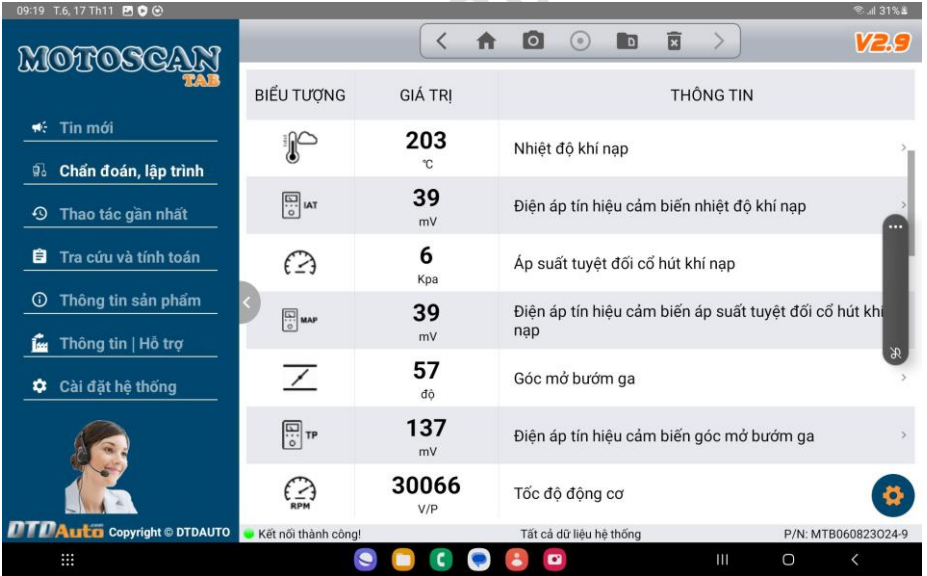 09:19 T.6, 17 Th11
31%
MOTOSCAN
TAB
V2.9
Tin mới
Chẩn đoán, lập trình
Thao tác gần nhất
Tra cứu và tính toán
Thông tin sản phẩm
Thông tin | Hỗ trợ
Cài đặt hệ thống
BIỂU TƯỢNG GIÁ TRỊ THÔNG TIN
203
°C
Nhiệt độ khí nạp
IAT
39
mV
Điện áp tín hiệu cảm biến nhiệt độ khí nạp
6
Kpa
Áp suất tuyệt đối cổ hút khí nạp
MAP
39
mV
Điện áp tín hiệu cảm biến áp suất tuyệt đối cổ hút khí
nạp
57
độ
Góc mở bướm ga
TP
137
mV
Điện áp tín hiệu cảm biến góc mở bướm ga
RPM
30066
V/P
Tốc độ động cơ
DTDAuto Copyright © DTDAUTO
Kết nối thành công!
Tất cả dữ liệu hệ thống
P/N: MTB060823024-9